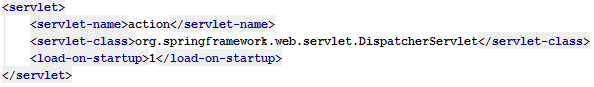 <servlet>
<servlet-name>action</servlet-name>
<servlet-class>org.springframework.web.servlet.DispatcherServlet</servlet-class>
<load-on-startup>1</load-on-startup>
</servlet>